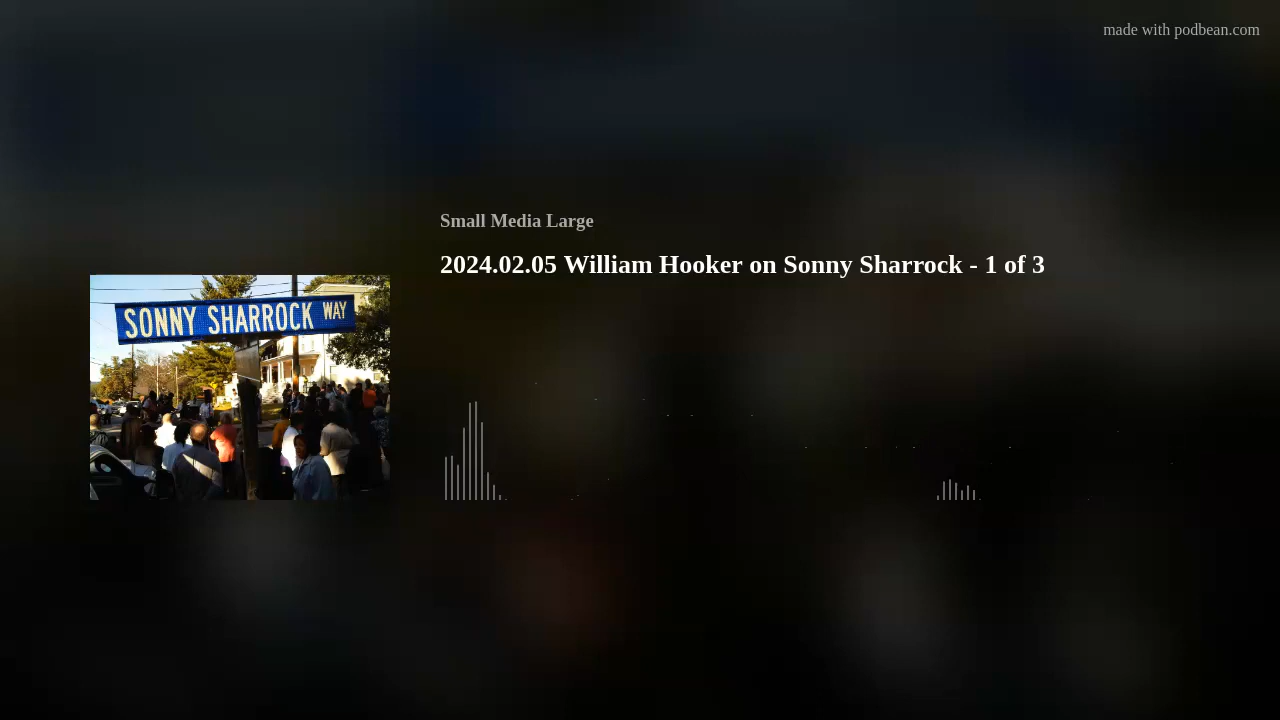 made with podbean.com
Small Media Large
2024.02.05 William Hooker on Sonny Sharrock - 1 of 3
SONNY SHARROCK WAY